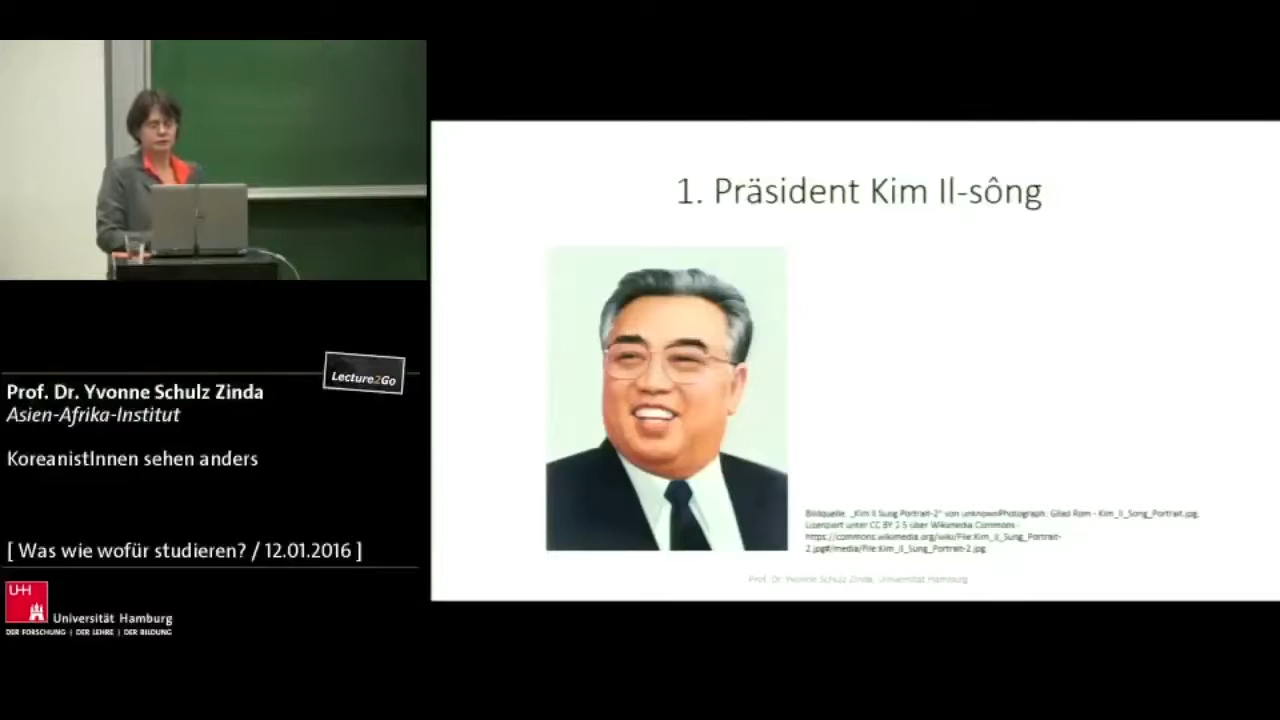 1. Präsident Kim Il-sông
Bildquelle: „Kim Il Sung Portrait-2“ von unknownPhotograph: Gilad Rom - Kim_Il_Song_Portrait.jpg.
Lizenziert unter CC BY 2.5 über Wikimedia Commons -
https://commons.wikimedia.org/wiki/File:Kim_Il_Sung_Portrait-
2.jpg#/media/File:Kim_Il_Sung_Portrait-2.jpg
Prof. Dr. Yvonne Schulz Zinda, Universität Hamburg
Lecture2Go
Prof. Dr. Yvonne Schulz Zinda
Asien-Afrika-Institut
KoreanistInnen sehen anders
[ Was wie wofür studieren? / 12.01.2016 ]
UH
Universität Hamburg
DER FORSCHUNG | DER LEHRE | DER BILDUNG